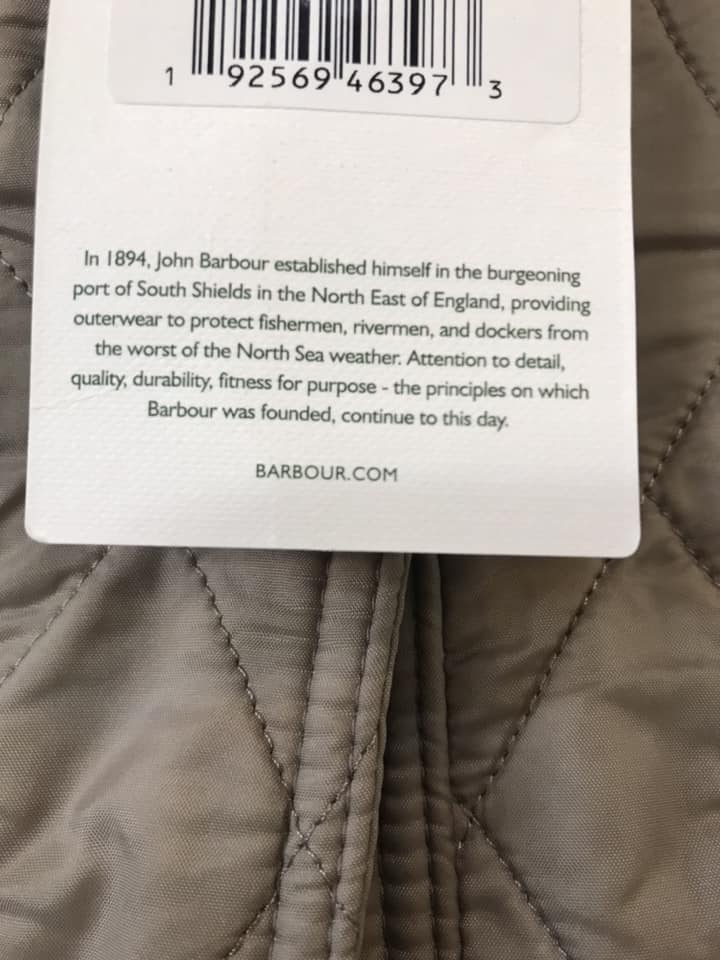 1 92569 46397 3
In 1894, John Barbour established himself in the burgeoning
port of South Shields in the North East of England, providing
outerwear to protect fishermen, rivermen, and dockers from
the worst of the North Sea weather. Attention to detail,
quality, durability, fitness for purpose - the principles on which
Barbour was founded, continue to this day.
BARBOUR.COM